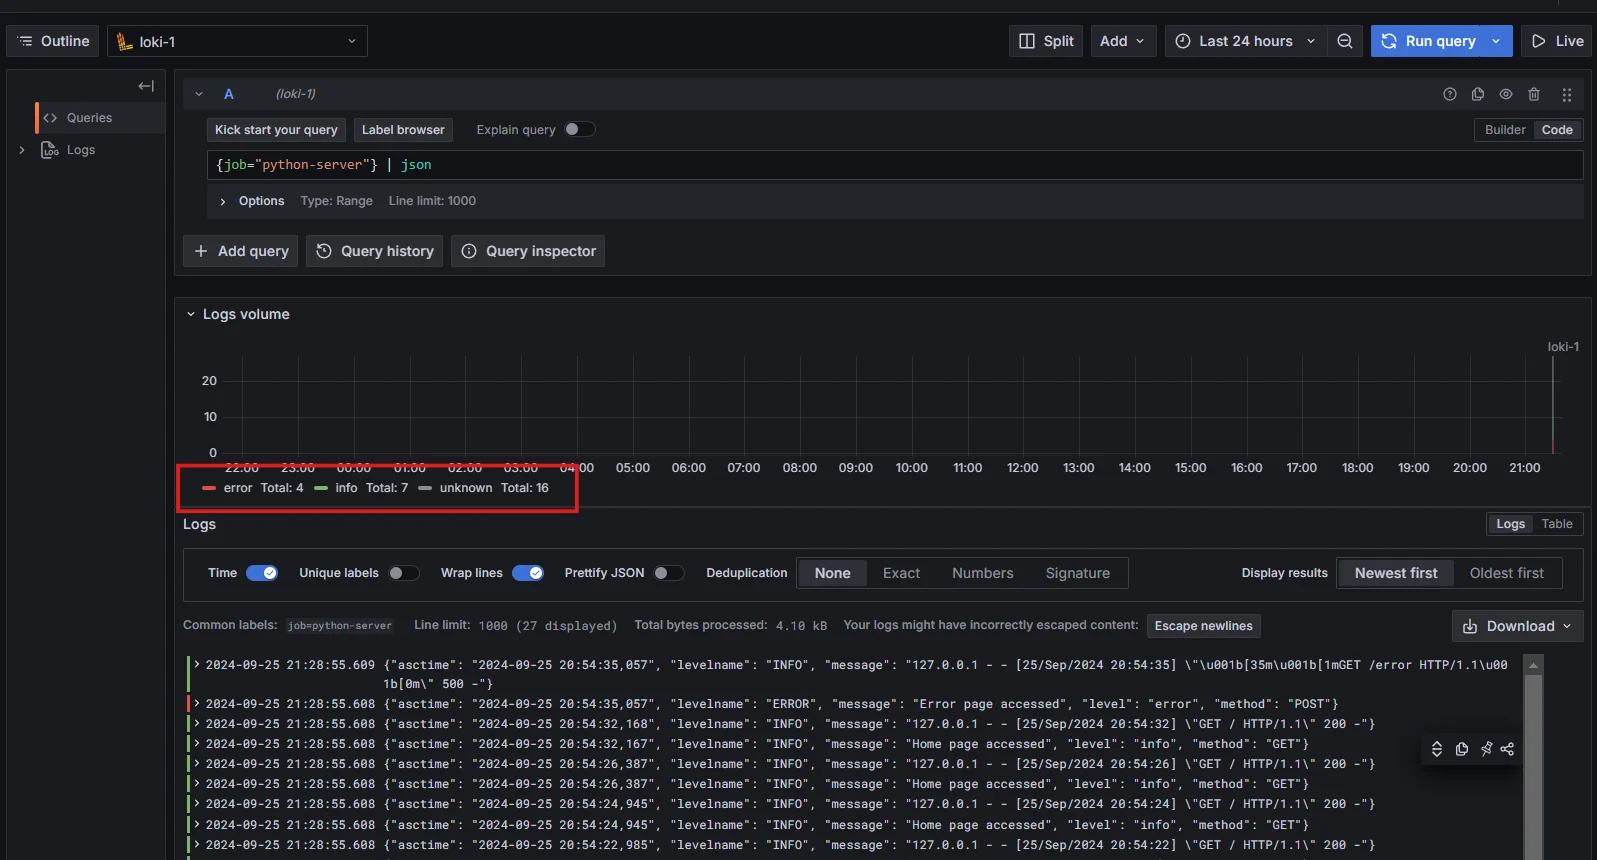 Outline
loki-1
Split
Add
Last 24 hours
Run query
Live
Queries
Logs
A (loki-1)
Kick start your query
Label browser
Explain query
Builder
Code
{job="python-server"} | json
Options Type: Range Line limit: 1000
Add query
Query history
Query inspector
Logs volume
loki-1
20
10
0
22:00 23:00 00:00 01:00 02:00 03:00 04:00 05:00 06:00 07:00 08:00 09:00 10:00 11:00 12:00 13:00 14:00 15:00 16:00 17:00 18:00 19:00 20:00 21:00
error Total: 4 info Total: 7 unknown Total: 16
Logs
Logs Table
Time Unique labels Wrap lines Prettify JSON Deduplication None Exact Numbers Signature Display results Newest first Oldest first
Common labels: job=python-server Line limit: 1000 (27 displayed) Total bytes processed: 4.10 kB Your logs might have incorrectly escaped content: Escape newlines
Download
LOG
2024-09-25 21:28:55.609 {"asctime": "2024-09-25 20:54:35,057", "levelname": "INFO", "message": "127.0.0.1 - - [25/Sep/2024 20:54:35] \"\u001b[35m\u001b[1mGET /error HTTP/1.1\u00
1b[0m\" 500 -"}
2024-09-25 21:28:55.608 {"asctime": "2024-09-25 20:54:35,057", "levelname": "ERROR", "message": "Error page accessed", "level": "error", "method": "POST"}
2024-09-25 21:28:55.608 {"asctime": "2024-09-25 20:54:32,168", "levelname": "INFO", "message": "127.0.0.1 - - [25/Sep/2024 20:54:32] \"GET / HTTP/1.1\" 200 -"}
2024-09-25 21:28:55.608 {"asctime": "2024-09-25 20:54:32,167", "levelname": "INFO", "message": "Home page accessed", "level": "info", "method": "GET"}
2024-09-25 21:28:55.608 {"asctime": "2024-09-25 20:54:26,387", "levelname": "INFO", "message": "127.0.0.1 - - [25/Sep/2024 20:54:26] \"GET / HTTP/1.1\" 200 -"}
2024-09-25 21:28:55.608 {"asctime": "2024-09-25 20:54:26,387", "levelname": "INFO", "message": "Home page accessed", "level": "info", "method": "GET"}
2024-09-25 21:28:55.608 {"asctime": "2024-09-25 20:54:24,945", "levelname": "INFO", "message": "127.0.0.1 - - [25/Sep/2024 20:54:24] \"GET / HTTP/1.1\" 200 -"}
2024-09-25 21:28:55.608 {"asctime": "2024-09-25 20:54:24,945", "levelname": "INFO", "message": "Home page accessed", "level": "info", "method": "GET"}
2024-09-25 21:28:55.608 {"asctime": "2024-09-25 20:54:22,985", "levelname": "INFO", "message": "127.0.0.1 - - [25/Sep/2024 20:54:22] \"GET / HTTP/1.1\" 200 -"}